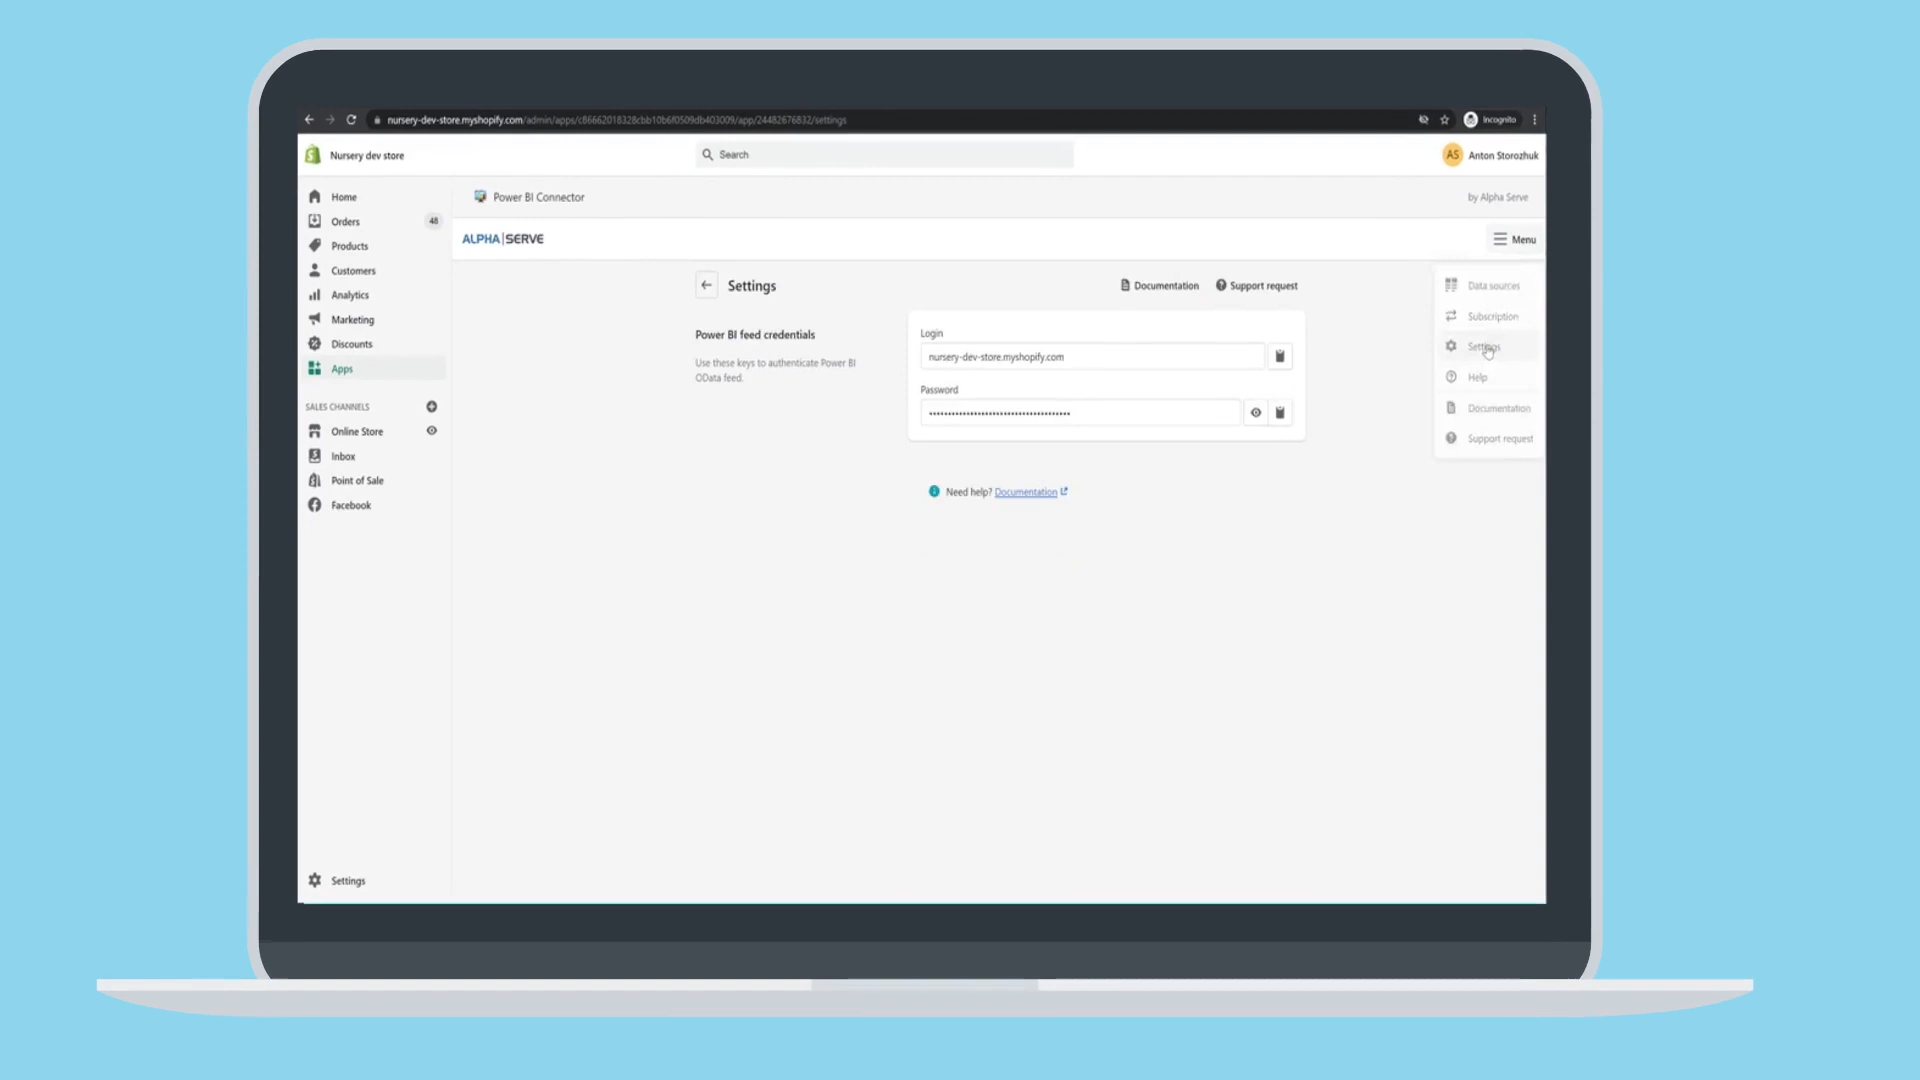 nursery-dev-store.myshopify.com/admin/apps/c86662018328cbb10b6f0509db403009/app/24482676832/settings
Incognito
Nursery dev store
Search
AS
Anton Storozhuk
Home
Orders
48
Products
Customers
Analytics
Marketing
Discounts
Apps
SALES CHANNELS
Online Store
Inbox
Point of Sale
Facebook
Settings
Power BI Connector
by Alpha Serve
ALPHA|SERVE
Menu
Settings
Documentation
Support request
Power BI feed credentials
Use these keys to authenticate Power BI
OData feed.
Login
nursery-dev-store.myshopify.com
Password
Need help? Documentation
Data sources
Subscription
Settings
Help
Documentation
Support request